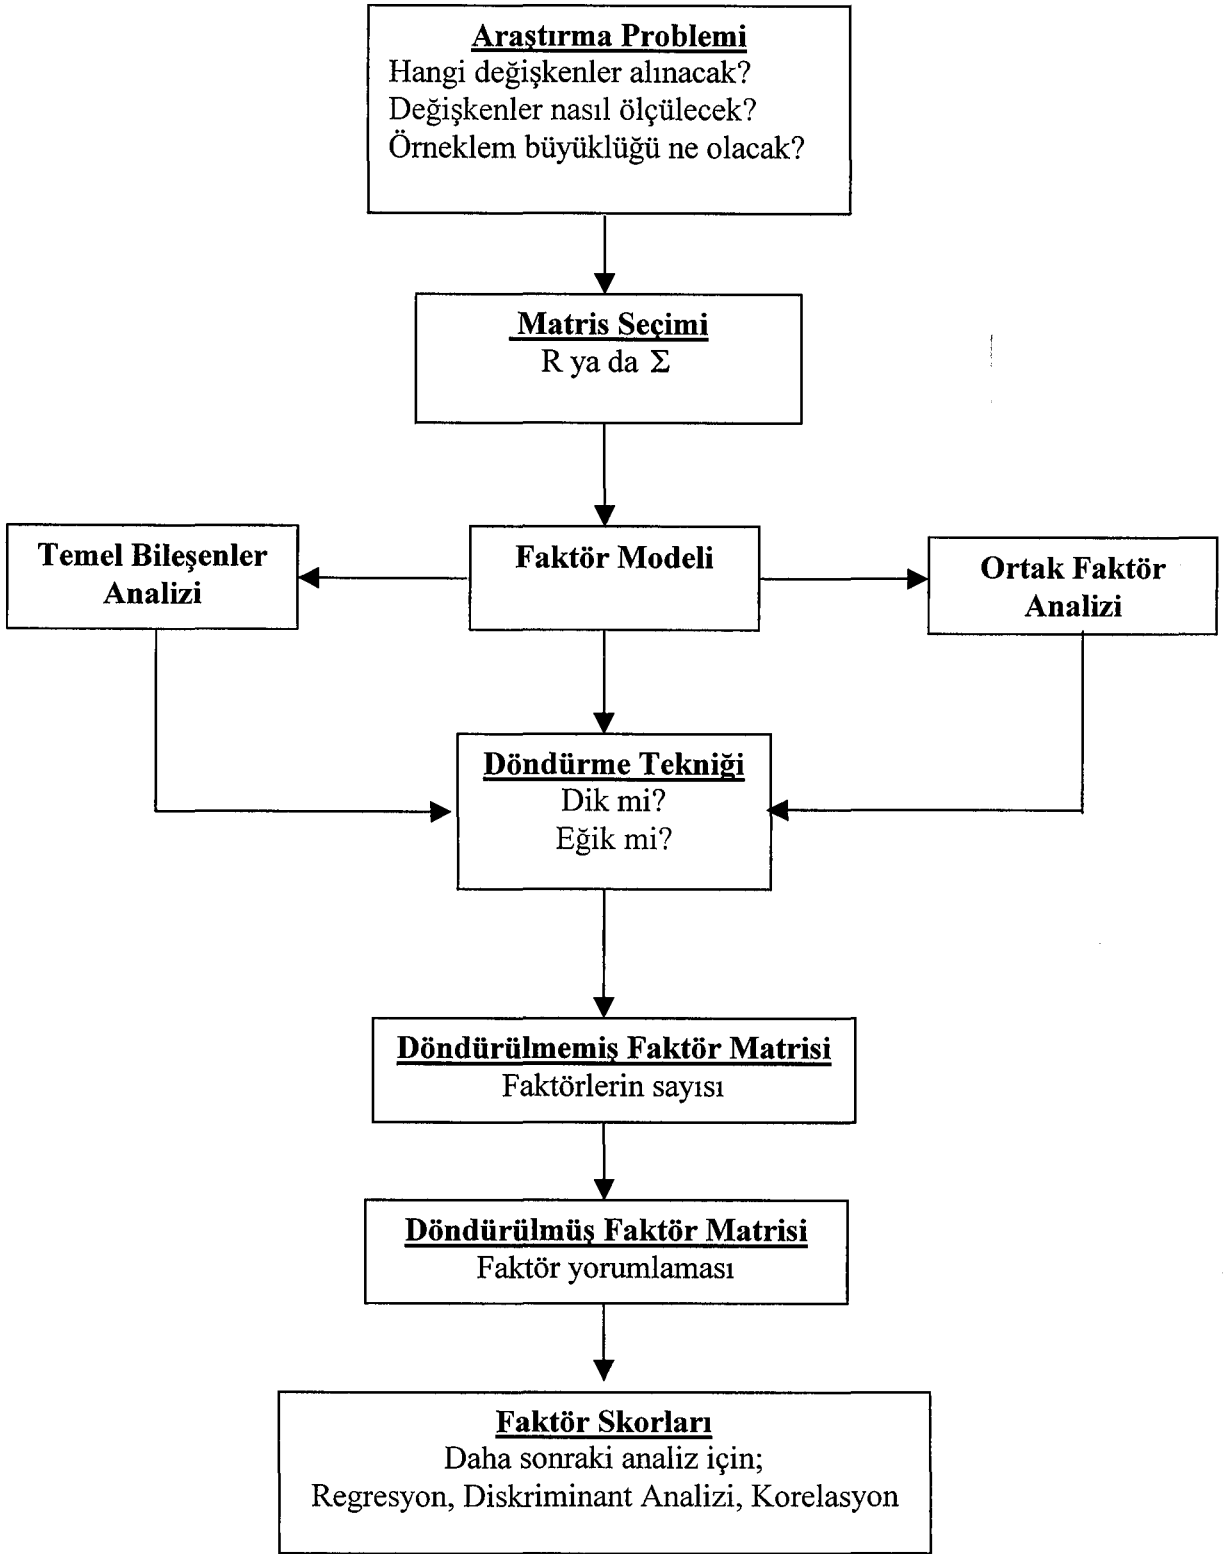 Araştırma Problemi
Hangi değişkenler alınacak?
Değişkenler nasıl ölçülecek?
Örneklem büyüklüğü ne olacak?
Matris Seçimi
R ya da Σ
Temel Bileşenler
Analizi
Faktör Modeli
Ortak Faktör
Analizi
Döndürme Tekniği
Dik mi?
Eğik mi?
Döndürülmemiş Faktör Matrisi
Faktörlerin sayısı
Döndürülmüş Faktör Matrisi
Faktör yorumlaması
Faktör Skorları
Daha sonraki analiz için;
Regresyon, Diskriminant Analizi, Korelasyon